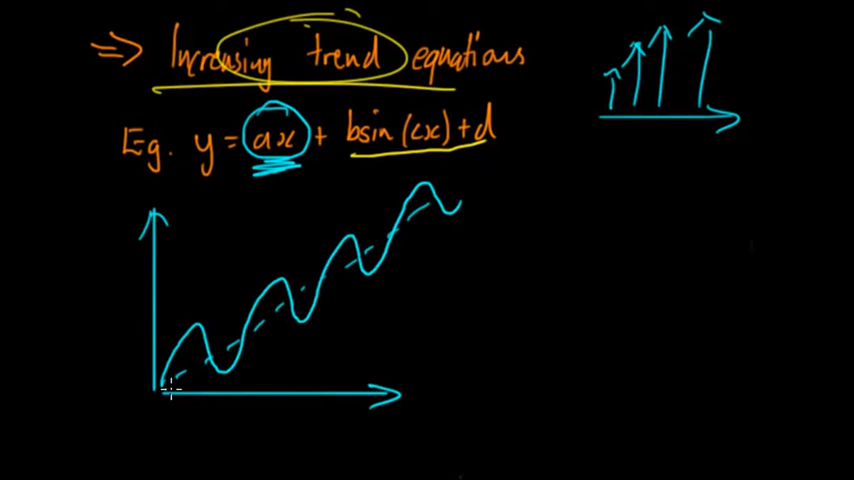 ⇒ Increasing trend equations
Eg. y = ax + bsin (cx) + d